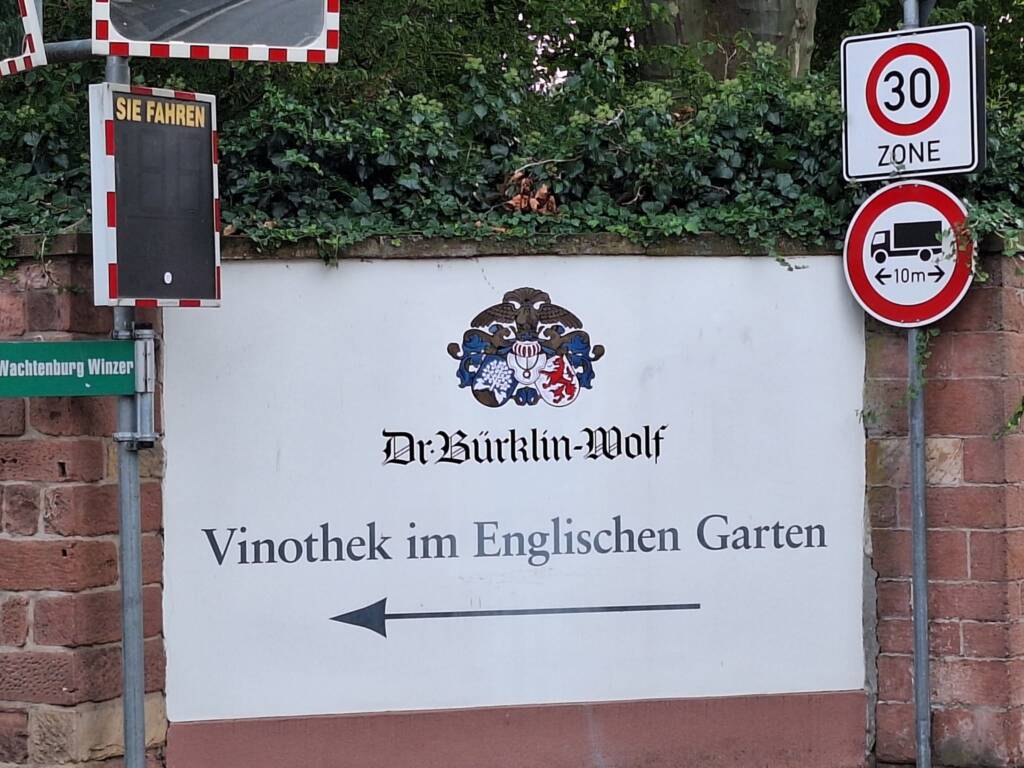 SIE FAHREN
30
ZONE
10m
Wachtenburg Winzer
Dr. Bürklin-Wolf
Vinothek im Englischen Garten